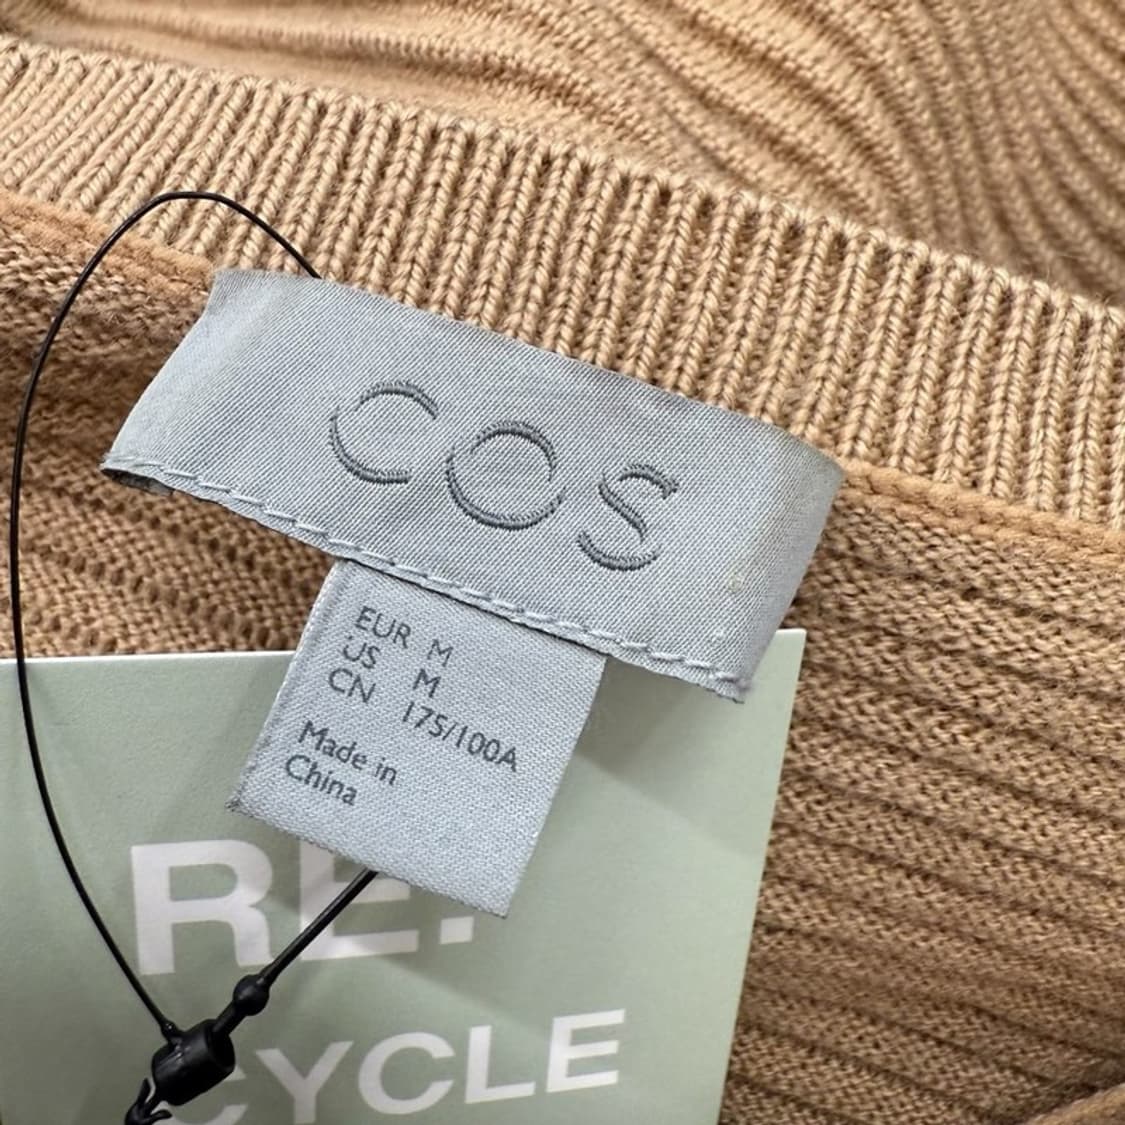 COS
EUR M
US M
CN 175/100A
Made in
China
RE:
CYCLE